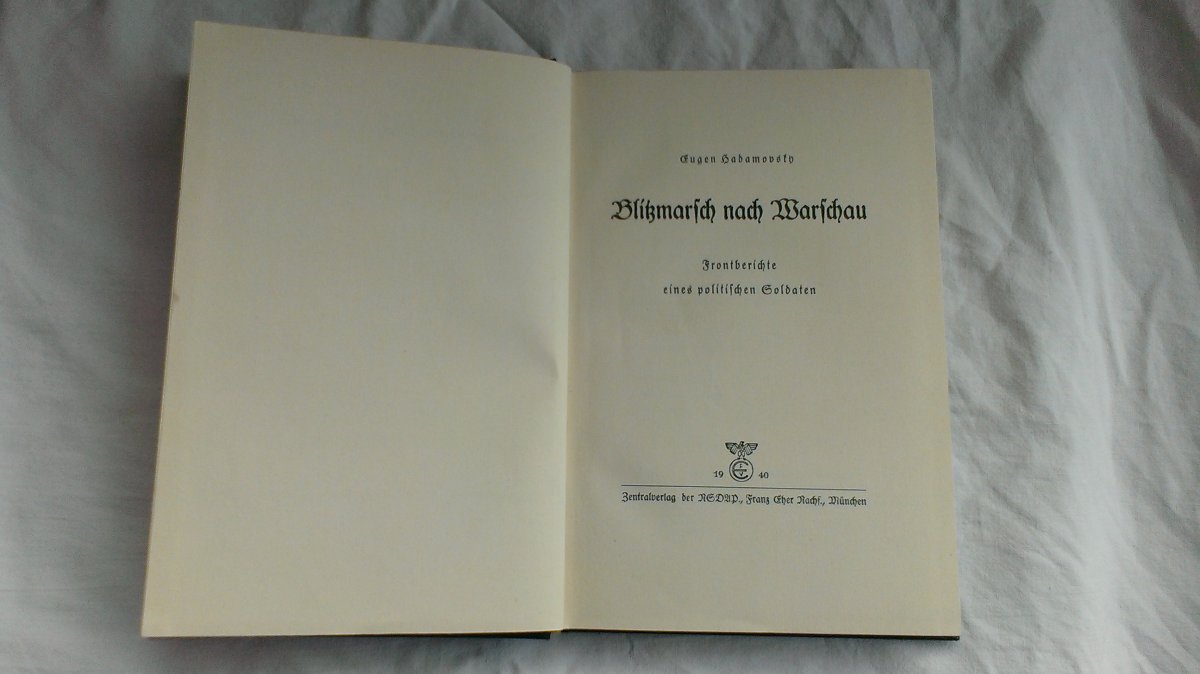 Eugen Hadamovsky
Blitzmarsch nach Warschau
Frontberichte
eines politischen Soldaten
19 40
Zentralverlag der NSDAP., Franz Eher Nachf., München